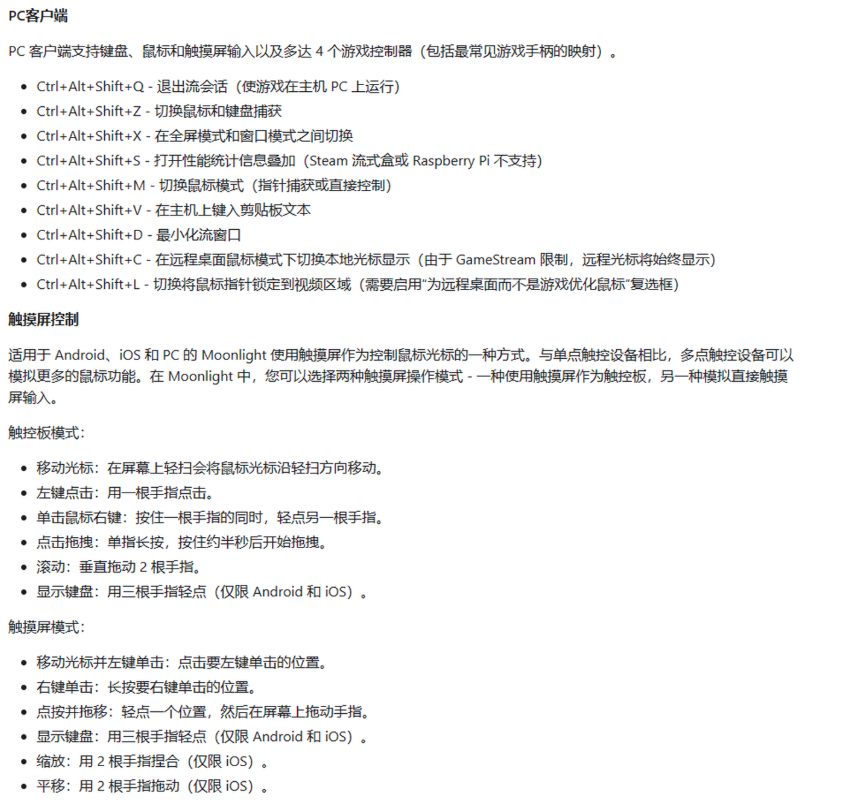 PC客户端
PC 客户端支持键盘、鼠标和触摸屏输入以及多达 4 个游戏控制器（包括最常见游戏手柄的映射）。
• Ctrl+Alt+Shift+Q - 退出流会话（使游戏在主机 PC 上运行）
• Ctrl+Alt+Shift+Z - 切换鼠标和键盘捕获
• Ctrl+Alt+Shift+X - 在全屏模式和窗口模式之间切换
• Ctrl+Alt+Shift+S - 打开性能统计信息叠加（Steam 流式盒或 Raspberry Pi 不支持）
• Ctrl+Alt+Shift+M - 切换鼠标模式（指针捕获或直接控制）
• Ctrl+Alt+Shift+V - 在主机上键入剪贴板文本
• Ctrl+Alt+Shift+D - 最小化流窗口
• Ctrl+Alt+Shift+C - 在远程桌面鼠标模式下切换本地光标显示（由于 GameStream 限制，远程光标将始终显示）
• Ctrl+Alt+Shift+L - 切换将鼠标指针锁定到视频区域（需要启用“为远程桌面而不是游戏优化鼠标”复选框）
触摸屏控制
适用于 Android、iOS 和 PC 的 Moonlight 使用触摸屏作为控制鼠标光标的一种方式。与单点触控设备相比，多点触控设备可以
模拟更多的鼠标功能。在 Moonlight 中，您可以选择两种触摸屏操作模式 - 一种使用触摸屏作为触控板，另一种模拟直接触摸
屏输入。
触控板模式：
• 移动光标：在屏幕上轻扫会将鼠标光标沿轻扫方向移动。
• 左键点击：用一根手指点击。
• 单击鼠标右键：按住一根手指的同时，轻点另一根手指。
• 点击拖拽：单指长按，按住约半秒后开始拖拽。
• 滚动：垂直拖动 2 根手指。
• 显示键盘：用三根手指轻点（仅限 Android 和 iOS）。
触摸屏模式：
• 移动光标并左键单击：点击要左键单击的位置。
• 右键单击：长按要右键单击的位置。
• 点按并拖移：轻点一个位置，然后在屏幕上拖动手指。
• 显示键盘：用三根手指轻点（仅限 Android 和 iOS）。
• 缩放：用 2 根手指捏合（仅限 iOS）。
• 平移：用 2 根手指拖动（仅限 iOS）。